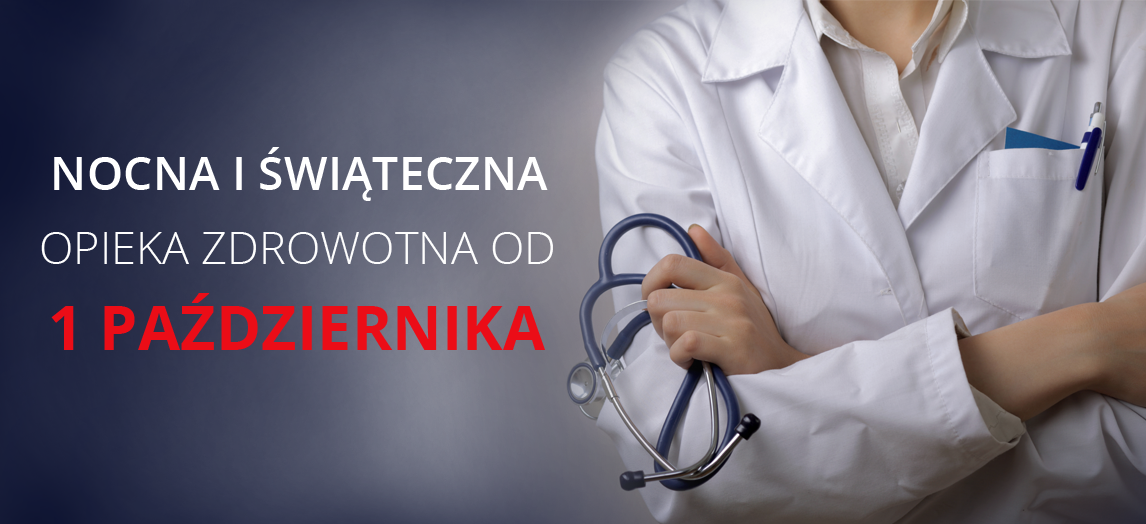 NOCNA I ŚWIĄTECZNA
OPIEKA ZDROWOTNA OD
1 PAŹDZIERNIKA